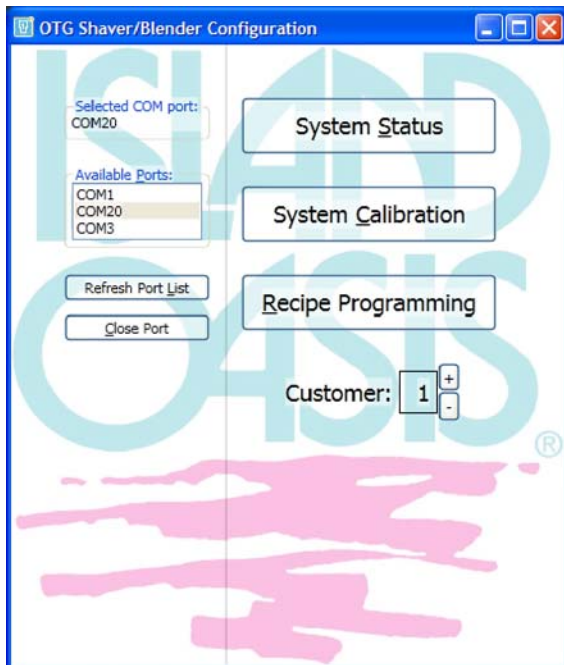 OTG Shaver/Blender Configuration
Selected COM port:
COM20
Available Ports:
COM1
COM20
COM3
Refresh Port List
Close Port
System Status
System Calibration
Recipe Programming
Customer: 1 +
-
ISLAND
OASIS®